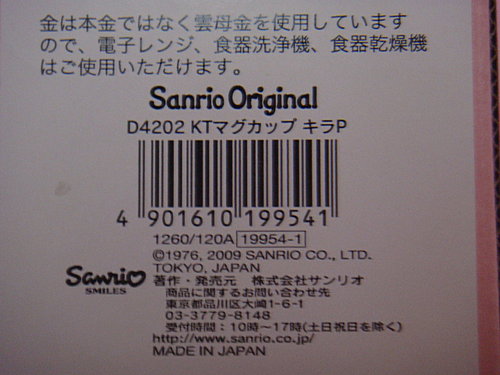 金は本金ではなく雲母金を使用しています
ので、電子レンジ、食器洗浄機、食器乾燥機
はご使用いただけます。
Sanrio Original
D4202 KTマグカップ キラP
4 901610 199541
1260/120A 19954-1
©1976, 2009 SANRIO CO., LTD.
TOKYO, JAPAN
Sanrio
SMILES
著作・発売元 株式会社サンリオ
商品に関するお問い合わせ先
東京都品川区大崎1-6-1
03-3779-8148
受付時間：10時〜17時(土日祝日を除く)
http://www.sanrio.co.jp/
MADE IN JAPAN